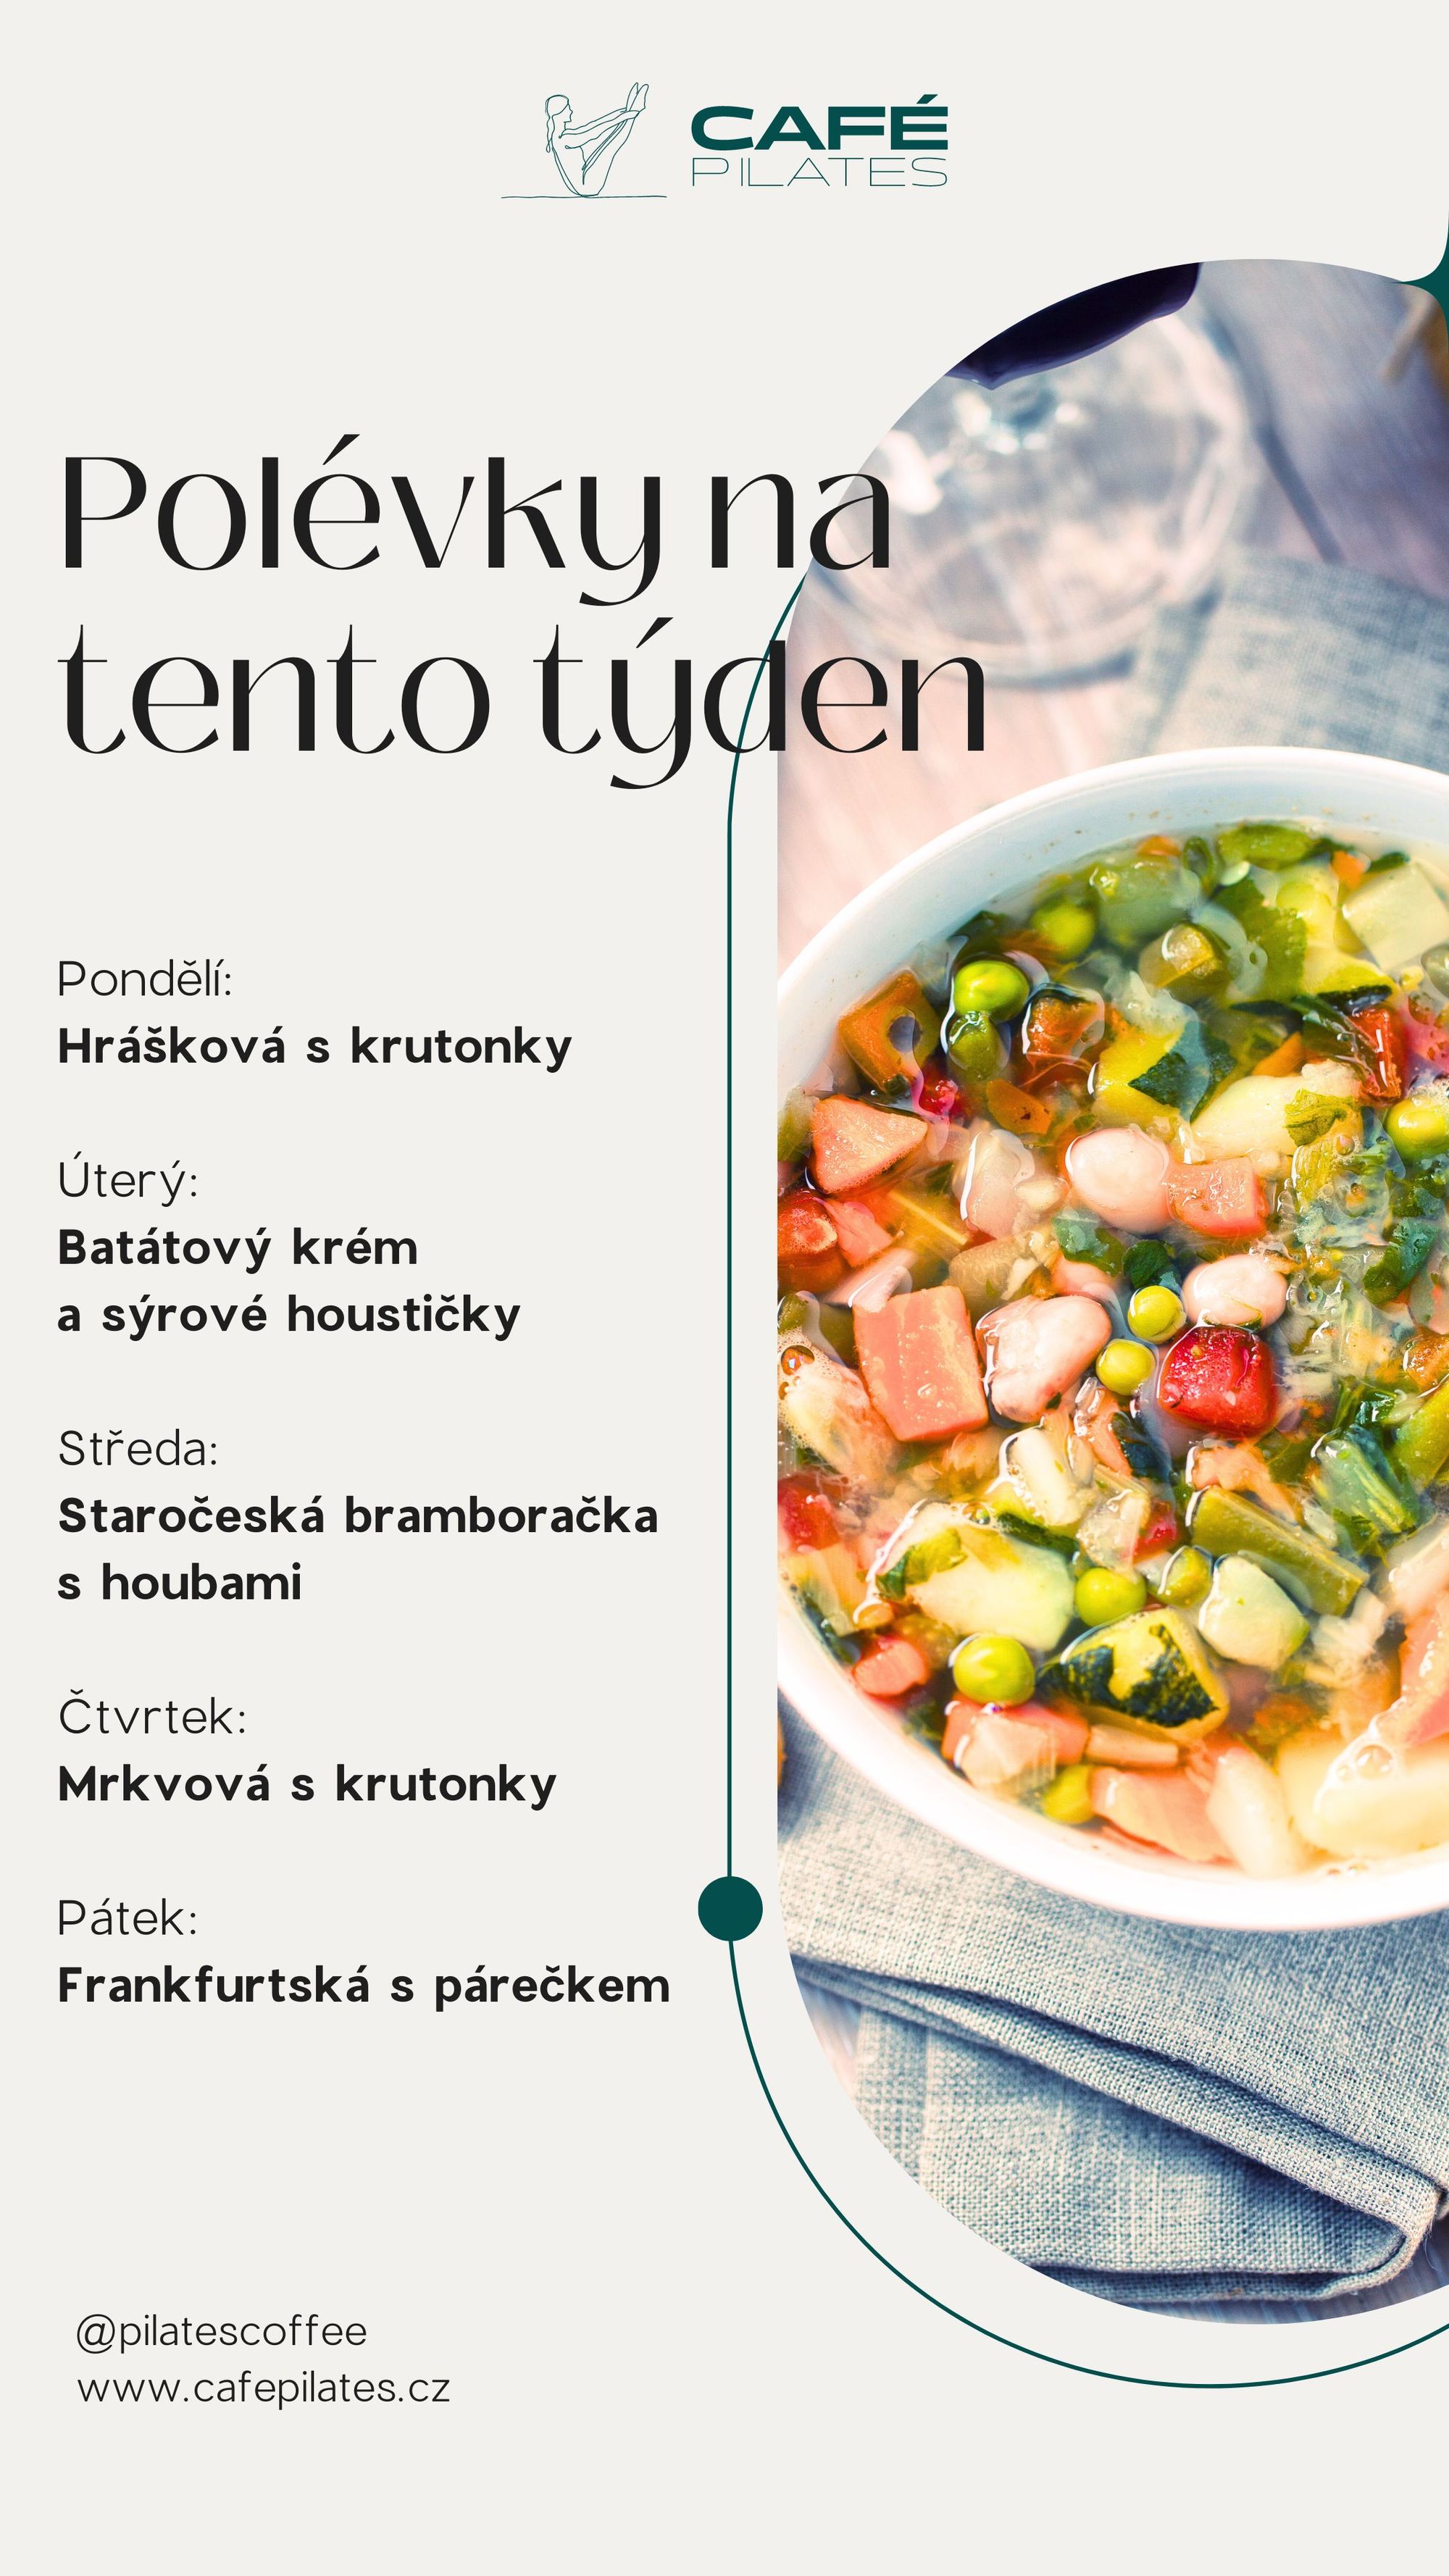 CAFÉ
PILATES
Polévky na
tento týden
Pondělí:
Hrášková s krutonky
Úterý:
Batátový krém
a sýrové houstičky
Středa:
Staročeská bramboračka
s houbami
Čtvrtek:
Mrkvová s krutonky
Pátek:
Frankfurtská s párečkem
@pilatescoffee
www.cafepilates.cz